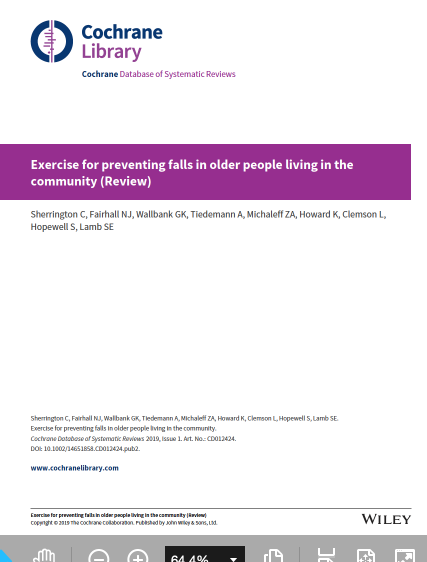 Cochrane
Library
Cochrane Database of Systematic Reviews
Exercise for preventing falls in older people living in the
community (Review)
Sherrington C, Fairhall NJ, Wallbank GK, Tiedemann A, Michaleff ZA, Howard K, Clemson L,
Hopewell S, Lamb SE
Sherrington C, Fairhall NJ, Wallbank GK, Tiedemann A, Michaleff ZA, Howard K, Clemson L, Hopewell S, Lamb SE.
Exercise for preventing falls in older people living in the community.
Cochrane Database of Systematic Reviews 2019, Issue 1. Art. No.: CD012424.
DOI: 10.1002/14651858.CD012424.pub2.
www.cochranelibrary.com
Exercise for preventing falls in older people living in the community (Review)
Copyright © 2019 The Cochrane Collaboration. Published by John Wiley & Sons, Ltd.
WILEY
64.4%